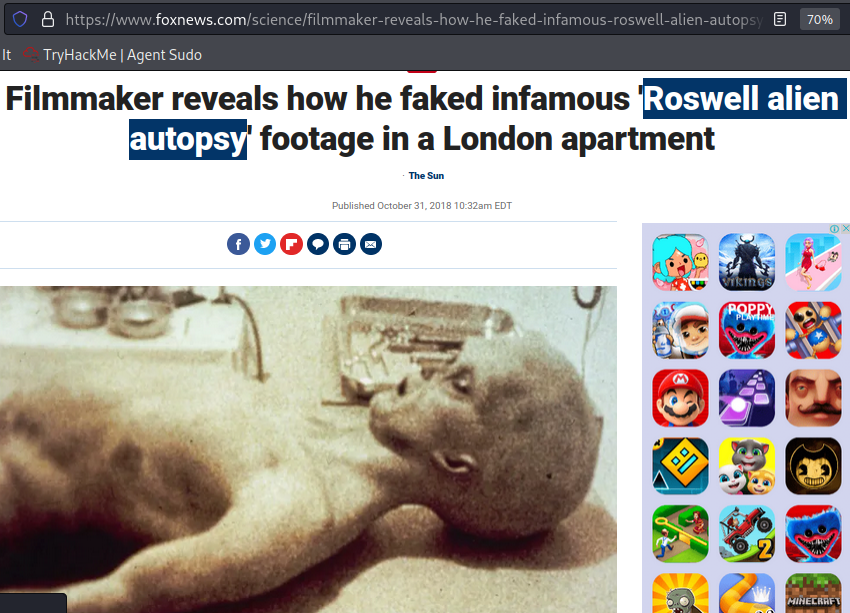 https://www.foxnews.com/science/filmmaker-reveals-how-he-faked-infamous-roswell-alien-autopsy
70%
It
TryHackMe | Agent Sudo
Filmmaker reveals how he faked infamous 'Roswell alien
autopsy' footage in a London apartment
· The Sun
Published October 31, 2018 10:32am EDT
VIKINGS
POPPY
PLAYTIME
2
MINECRAFT